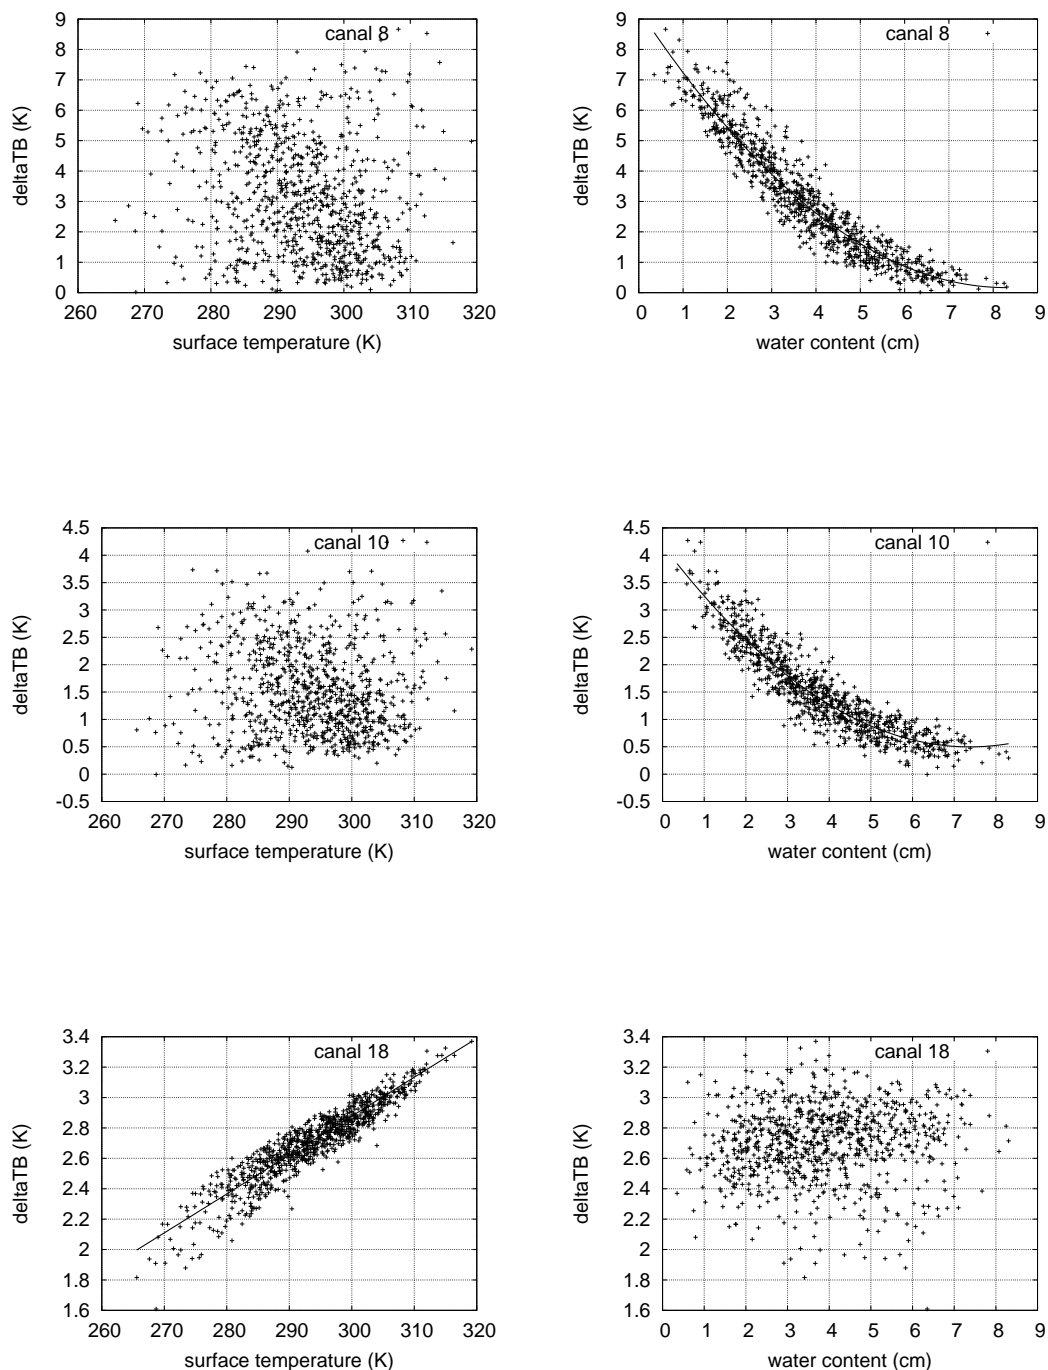 9
8
7
6
5
4
3
2
1
0
260 270 280 290 300 310 320
deltaTB (K)
surface temperature (K)
canal 8
9
8
7
6
5
4
3
2
1
0
0 1 2 3 4 5 6 7 8 9
deltaTB (K)
water content (cm)
canal 8
4.5
4
3.5
3
2.5
2
1.5
1
0.5
0
-0.5
260 270 280 290 300 310 320
deltaTB (K)
surface temperature (K)
canal 10
4.5
4
3.5
3
2.5
2
1.5
1
0.5
0
-0.5
0 1 2 3 4 5 6 7 8 9
deltaTB (K)
water content (cm)
canal 10
3.4
3.2
3
2.8
2.6
2.4
2.2
2
1.8
1.6
260 270 280 290 300 310 320
deltaTB (K)
surface temperature (K)
canal 18
3.4
3.2
3
2.8
2.6
2.4
2.2
2
1.8
1.6
0 1 2 3 4 5 6 7 8 9
deltaTB (K)
water content (cm)
canal 18